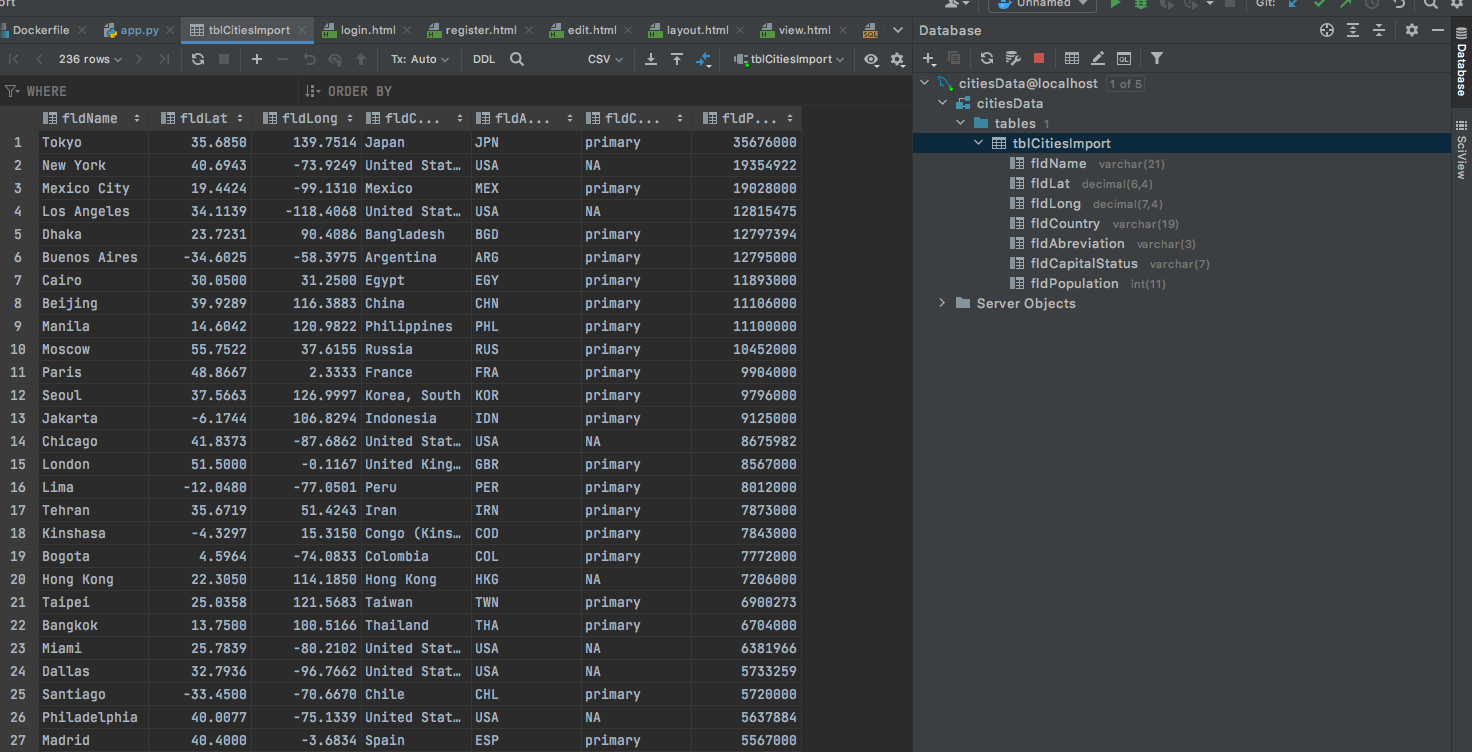 ort
Unnamed
Git:
Dockerfile app.py tblCitiesImport login.html register.html edit.html layout.html view.html
Database
236 rows Tx: Auto DDL CSV tblCitiesImport
WHERE ORDER BY
fldName fldLat fldLong fldC... fldA... fldC... fldP...
1 Tokyo 35.6850 139.7514 Japan JPN primary 35676000
2 New York 40.6943 -73.9249 United Stat… USA NA 19354922
3 Mexico City 19.4424 -99.1310 Mexico MEX primary 19028000
4 Los Angeles 34.1139 -118.4068 United Stat… USA NA 12815475
5 Dhaka 23.7231 90.4086 Bangladesh BGD primary 12797394
6 Buenos Aires -34.6025 -58.3975 Argentina ARG primary 12795000
7 Cairo 30.0500 31.2500 Egypt EGY primary 11893000
8 Beijing 39.9289 116.3883 China CHN primary 11106000
9 Manila 14.6042 120.9822 Philippines PHL primary 11100000
10 Moscow 55.7522 37.6155 Russia RUS primary 10452000
11 Paris 48.8667 2.3333 France FRA primary 9904000
12 Seoul 37.5663 126.9997 Korea, South KOR primary 9796000
13 Jakarta -6.1744 106.8294 Indonesia IDN primary 9125000
14 Chicago 41.8373 -87.6862 United Stat… USA NA 8675982
15 London 51.5000 -0.1167 United King… GBR primary 8567000
16 Lima -12.0480 -77.0501 Peru PER primary 8012000
17 Tehran 35.6719 51.4243 Iran IRN primary 7873000
18 Kinshasa -4.3297 15.3150 Congo (Kins… COD primary 7843000
19 Bogota 4.5964 -74.0833 Colombia COL primary 7772000
20 Hong Kong 22.3050 114.1850 Hong Kong HKG NA 7206000
21 Taipei 25.0358 121.5683 Taiwan TWN primary 6900273
22 Bangkok 13.7500 100.5166 Thailand THA primary 6704000
23 Miami 25.7839 -80.2102 United Stat… USA NA 6381966
24 Dallas 32.7936 -96.7662 United Stat… USA NA 5733259
25 Santiago -33.4500 -70.6670 Chile CHL primary 5720000
26 Philadelphia 40.0077 -75.1339 United Stat… USA NA 5637884
27 Madrid 40.4000 -3.6834 Spain ESP primary 5567000
citiesData@localhost 1 of 5
citiesData
tables 1
tblCitiesImport
fldName varchar(21)
fldLat decimal(6,4)
fldLong decimal(7,4)
fldCountry varchar(19)
fldAbreviation varchar(3)
fldCapitalStatus varchar(7)
fldPopulation int(11)
Server Objects
Database
SciView